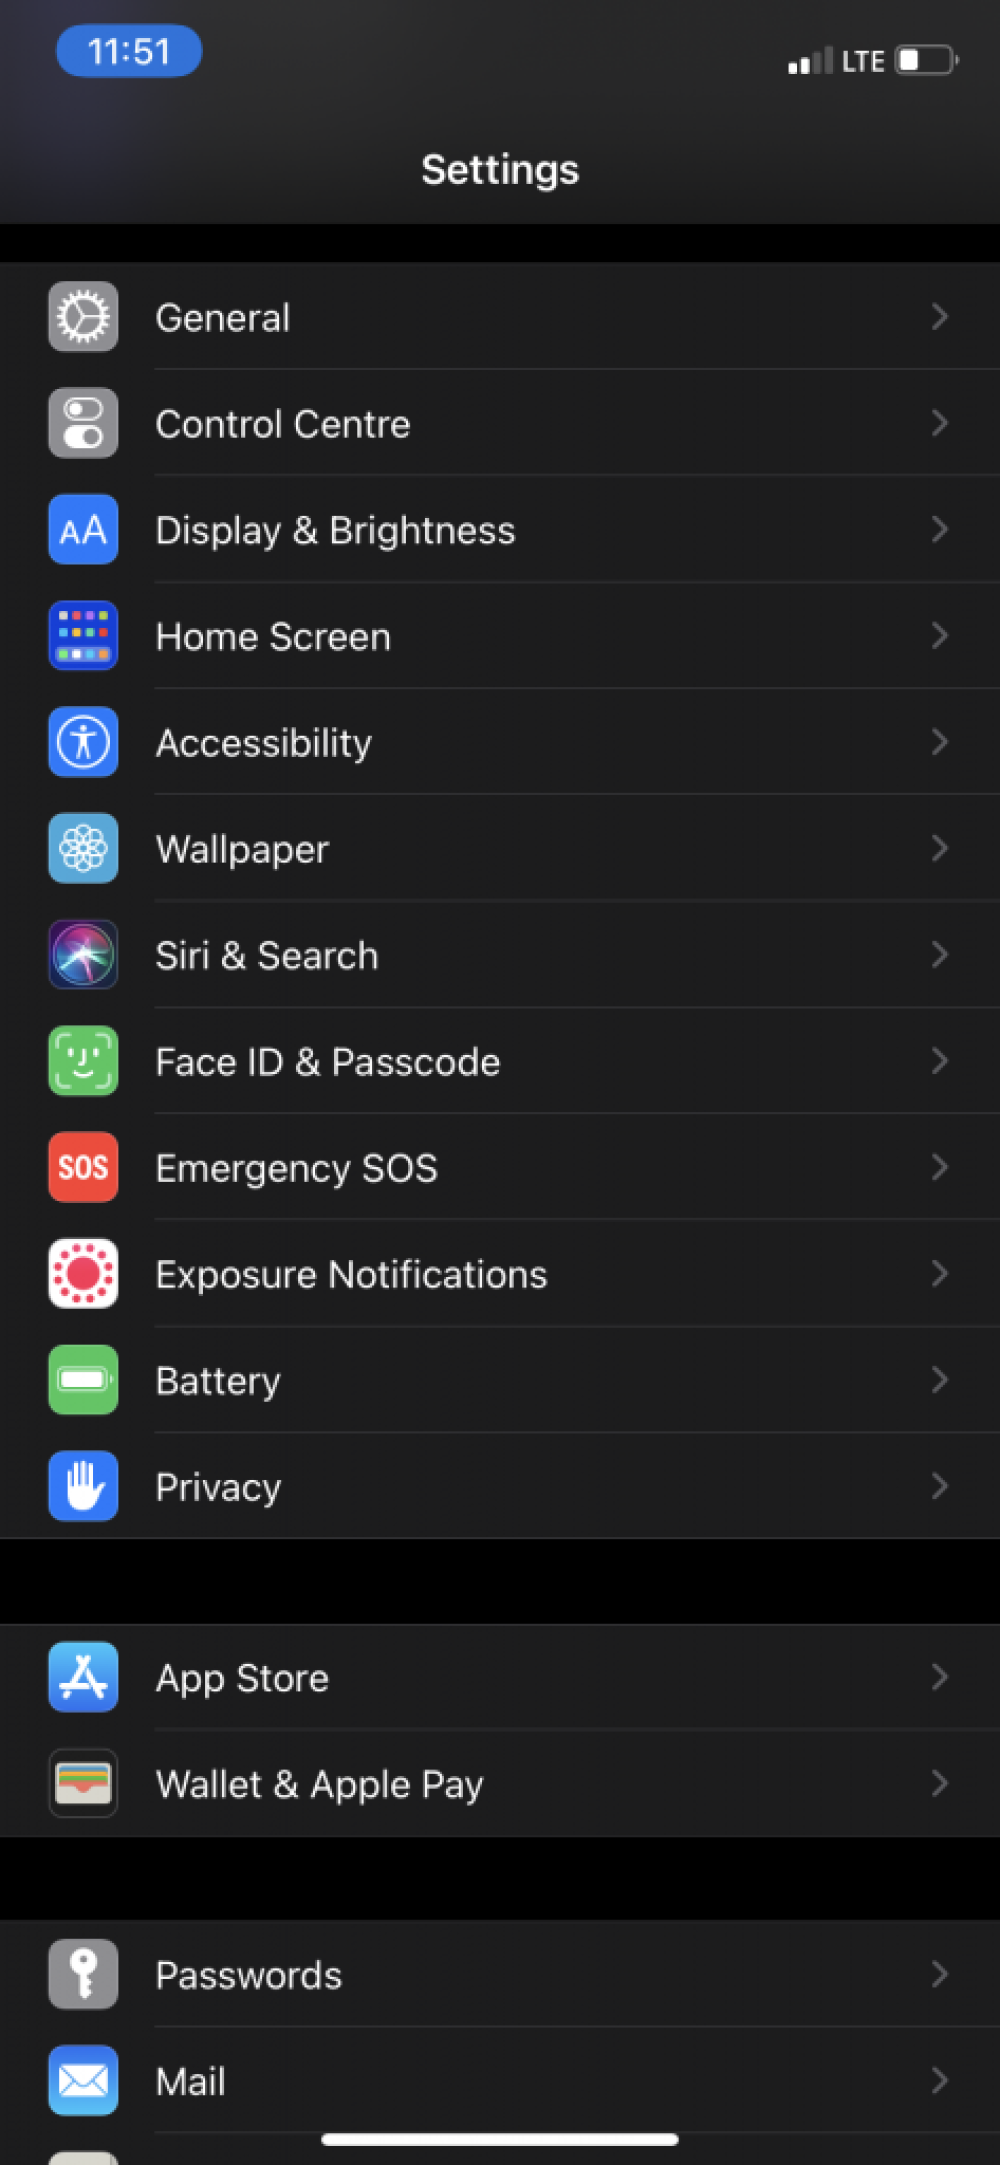 11:51
LTE
Settings
General
Control Centre
AA
Display & Brightness
Home Screen
Accessibility
Wallpaper
Siri & Search
Face ID & Passcode
SOS
Emergency SOS
Exposure Notifications
Battery
Privacy
App Store
Wallet & Apple Pay
Passwords
Mail